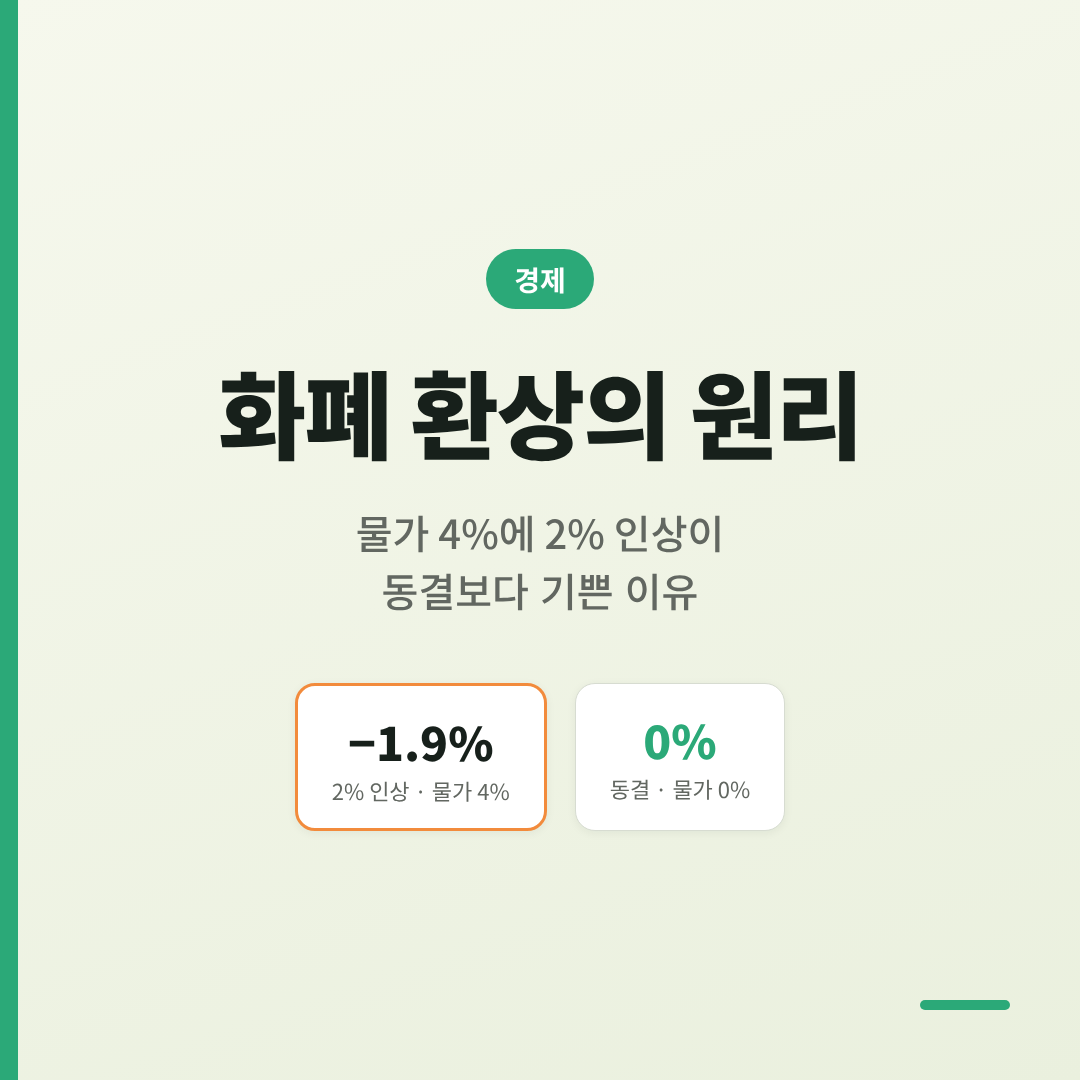 경제
화폐 환상의 원리
물가 4%에 2% 인상이
동결보다 기쁜 이유
−1.9%
2% 인상 · 물가 4%
0%
동결 · 물가 0%